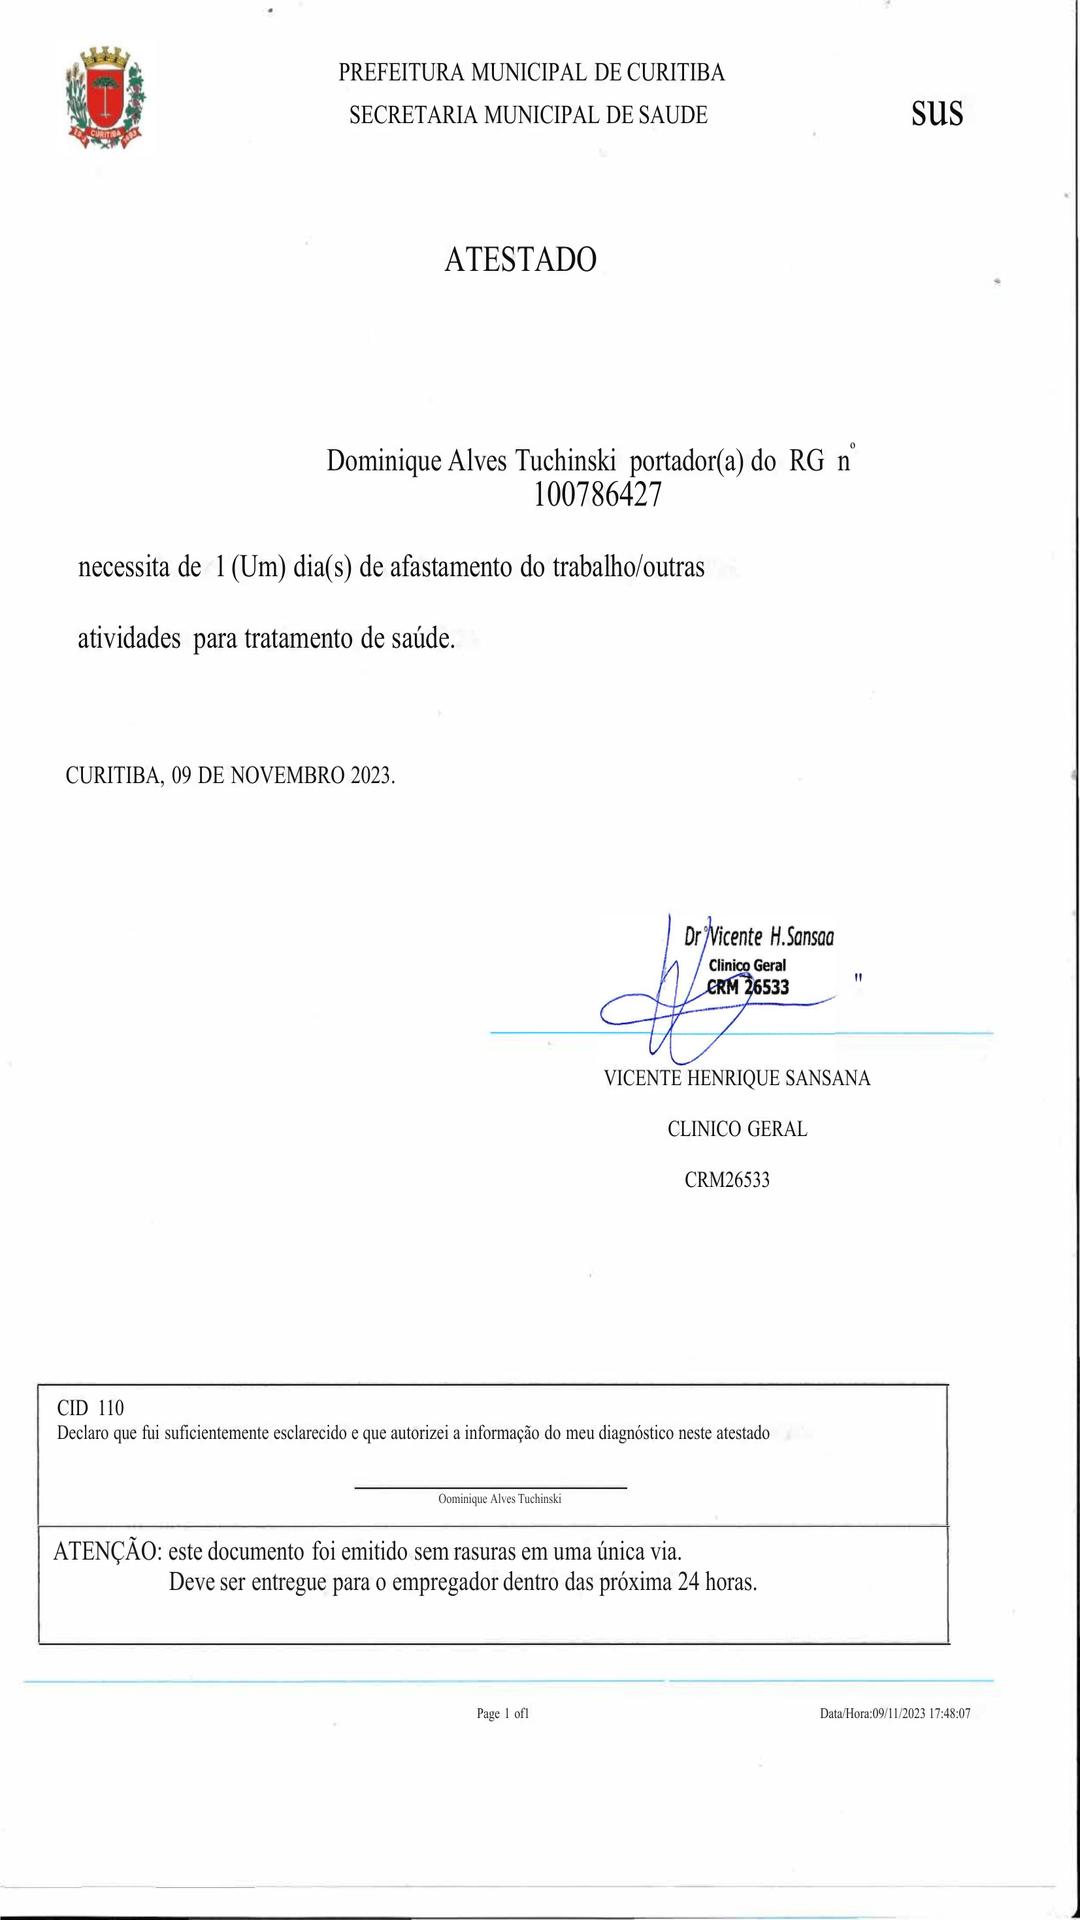 PREFEITURA MUNICIPAL DE CURITIBA
SECRETARIA MUNICIPAL DE SAUDE
sus
CURITIBA
ATESTADO
Dominique Alves Tuchinski portador(a) do RG nº
100786427
necessita de 1 (Um) dia(s) de afastamento do trabalho/outras
atividades para tratamento de saúde.
CURITIBA, 09 DE NOVEMBRO 2023.
Dr Vicente H.Sansaa
Clinico Geral
CRM 26533
"
VICENTE HENRIQUE SANSANA
CLINICO GERAL
CRM26533
CID 110
Declaro que fui suficientemente esclarecido e que autorizei a informação do meu diagnóstico neste atestado
Oominique Alves Tuchinski
ATENÇÃO: este documento foi emitido sem rasuras em uma única via.
Deve ser entregue para o empregador dentro das próxima 24 horas.
Page 1 of1
Data/Hora:09/11/2023 17:48:07